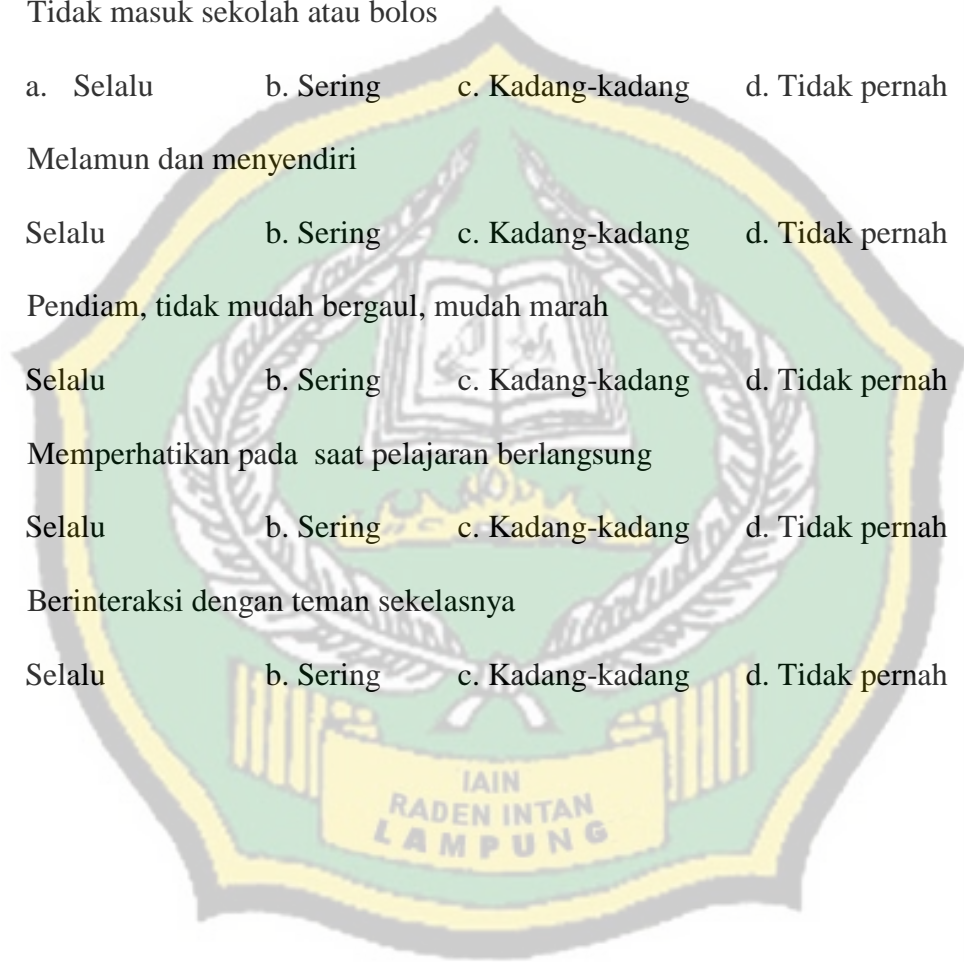 Tidak masuk sekolah atau bolos
a. Selalu b. Sering c. Kadang-kadang d. Tidak pernah
Melamun dan menyendiri
Selalu b. Sering c. Kadang-kadang d. Tidak pernah
Pendiam, tidak mudah bergaul, mudah marah
Selalu b. Sering c. Kadang-kadang d. Tidak pernah
Memperhatikan pada saat pelajaran berlangsung
Selalu b. Sering c. Kadang-kadang d. Tidak pernah
Berinteraksi dengan teman sekelasnya
Selalu b. Sering c. Kadang-kadang d. Tidak pernah
IAIN
RADEN INTAN
LAMPUNG